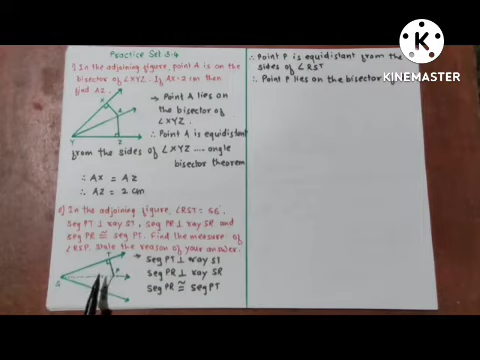 Practice Set 3.4
1) In the adjoining figure, point A is on the
bisector of ∠XYZ. If AX = 2 cm then
find AZ.
→ Point A lies on
the bisector of
∠XYZ.
∴ Point A is equidistant
from the sides of ∠XYZ .... angle
bisector theorem
∴ AX = AZ
∴ AZ = 2 cm
2) In the adjoining figure, ∠RST = 56°.
seg PT ⊥ ray ST, seg PR ⊥ ray SR and
seg PR ≅ seg PT. Find the measure of
∠RSP. State the reason of your answer.
→ seg PT ⊥ ray ST
seg PR ⊥ ray SR
seg PR ≅ seg PT
X
A
Y
Z
T
P
S
∴ Point P is equidistant from the
sides of ∠RST
∴ Point P lies on the bisector of
KINEMASTER